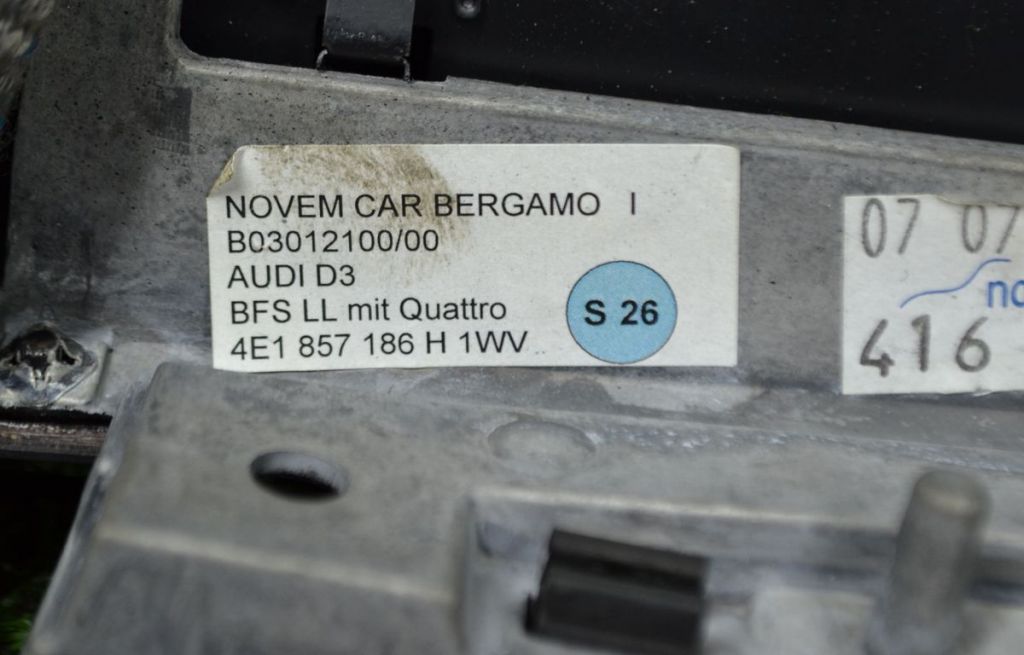 NOVEM CAR BERGAMO I
B03012100/00
AUDI D3
BFS LL mit Quattro
4E1 857 186 H 1WV
S 26
07 07
416